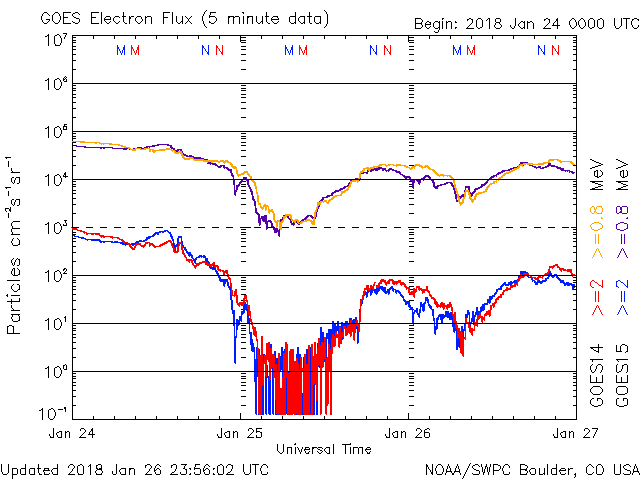 GOES Electron Flux (5 minute data)
Begin: 2018 Jan 24 0000 UTC
M M N N M M N N M M N N
10⁷
10⁶
10⁵
10⁴
10³
10²
10¹
10⁰
10⁻¹
Particles cm⁻²s⁻¹sr⁻¹
GOES14 >=2 >=0.8 MeV
GOES15 >=2 >=0.8 MeV
Jan 24 Jan 25 Jan 26 Jan 27
Universal Time
Updated 2018 Jan 26 23:56:02 UTC
NOAA/SWPC Boulder, CO USA